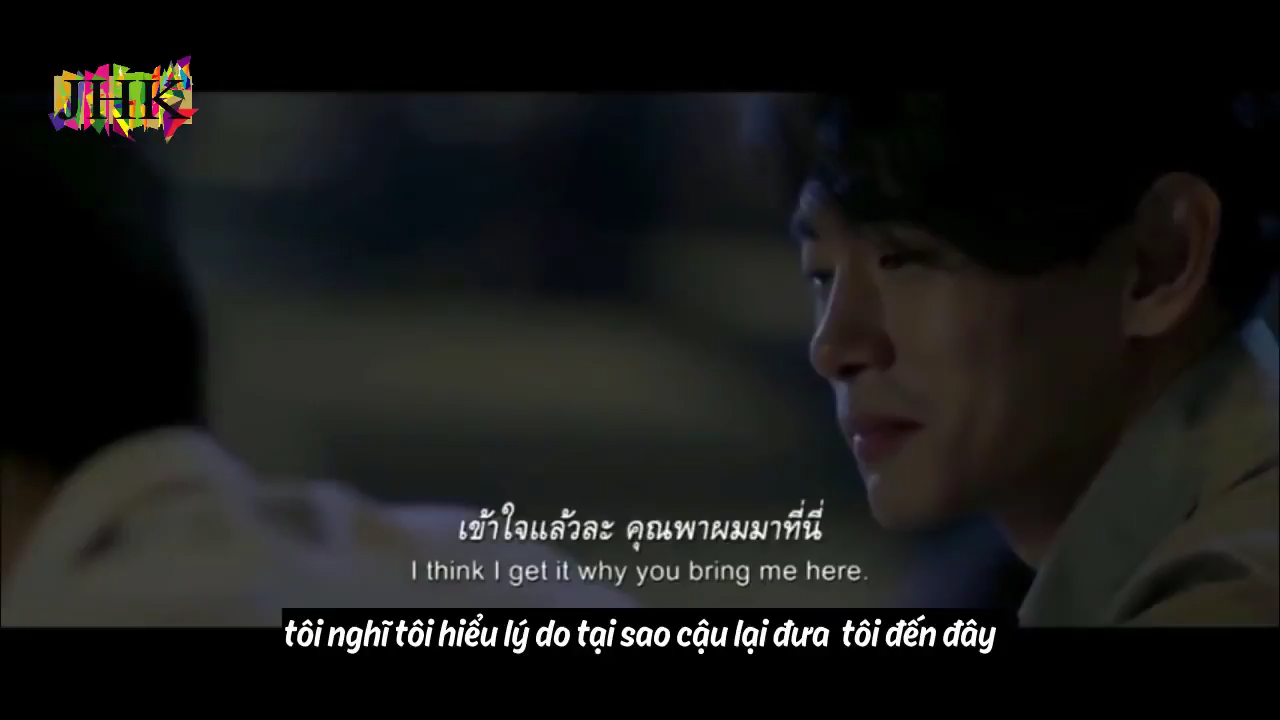 JHK
เข้าใจแล้วละ คุณพาผมมาที่นี่
I think I get it why you bring me here.
tôi nghĩ tôi hiểu lý do tại sao cậu lại đưa tôi đến đây